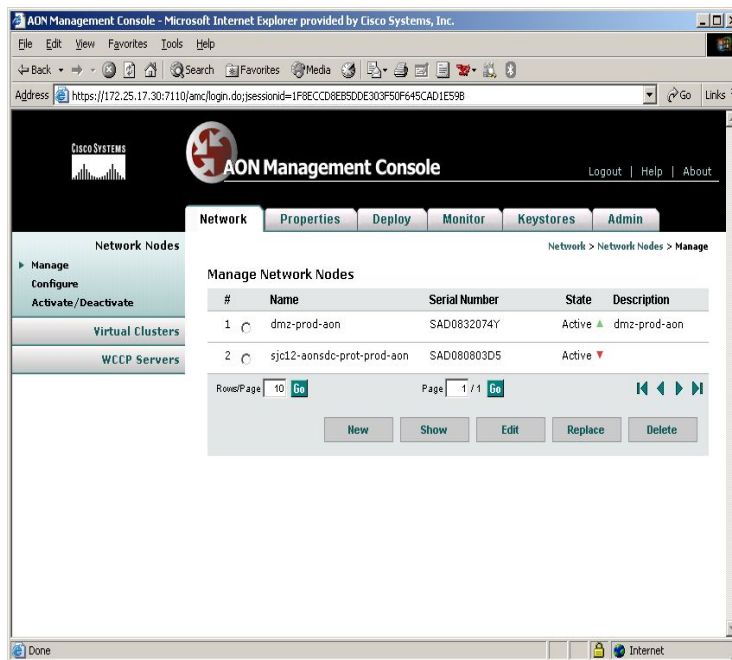 AON Management Console - Microsoft Internet Explorer provided by Cisco Systems, Inc.
File Edit View Favorites Tools Help
Back Search Favorites Media
Address https://172.25.17.30:7110/amc/login.do;jsessionid=1F8ECCD8EB5DDE303F50F645CAD1E59B Go Links
CISCO SYSTEMS
AON Management Console
Logout | Help | About
Network Properties Deploy Monitor Keystores Admin
Network Nodes
Network > Network Nodes > Manage
Manage
Configure
Activate/Deactivate
Virtual Clusters
WCCP Servers
Manage Network Nodes
# Name Serial Number State Description
1 dmz-prod-aon SAD0832074Y Active dmz-prod-aon
2 sjc12-aonsdc-prot-prod-aon SAD080803D5 Active
Rows/Page 10 Go Page 1 / 1 Go
New Show Edit Replace Delete
Done Internet